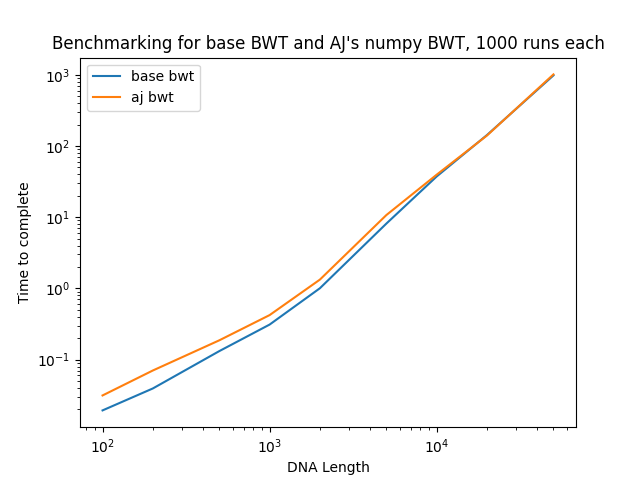 Benchmarking for base BWT and AJ's numpy BWT, 1000 runs each
base bwt
aj bwt
Time to complete
10³
10²
10¹
10⁰
10⁻¹
10² 10³ 10⁴
DNA Length